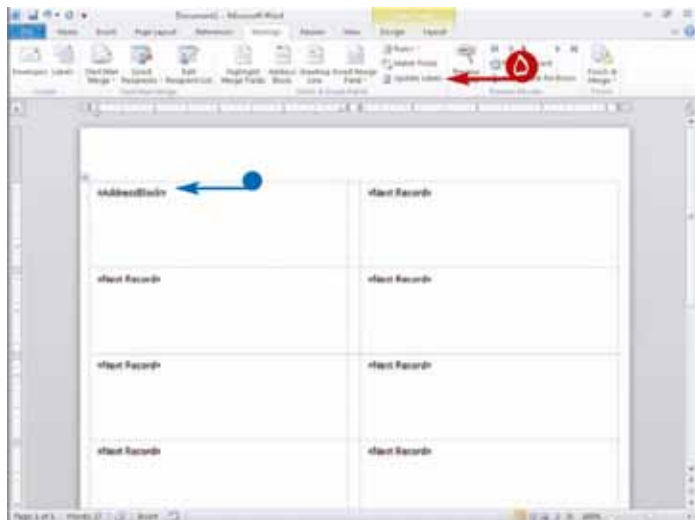 Document1 - Microsoft Word
Design Layout
Home Insert Page Layout References Mailings Review View
Envelopes Labels Start Mail Merge Select Recipients Edit Recipient List Highlight Merge Fields Address Block Greeting Line Insert Merge Field
Rules
Match Fields
Update Labels
Finish & Merge
۵
«AddressBlock»
«Next Record»
«Next Record»
«Next Record»
«Next Record»
«Next Record»
«Next Record»
«Next Record»